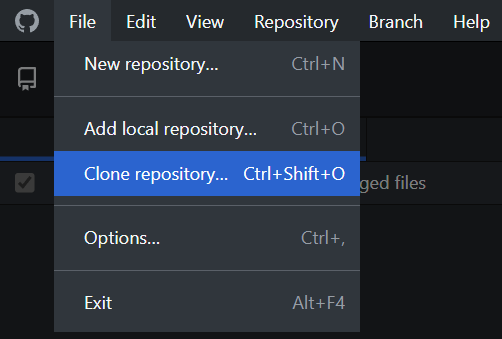 File Edit View Repository Branch Help
New repository... Ctrl+N
Add local repository... Ctrl+O
Clone repository... Ctrl+Shift+O
ged files
Options... Ctrl+,
Exit Alt+F4